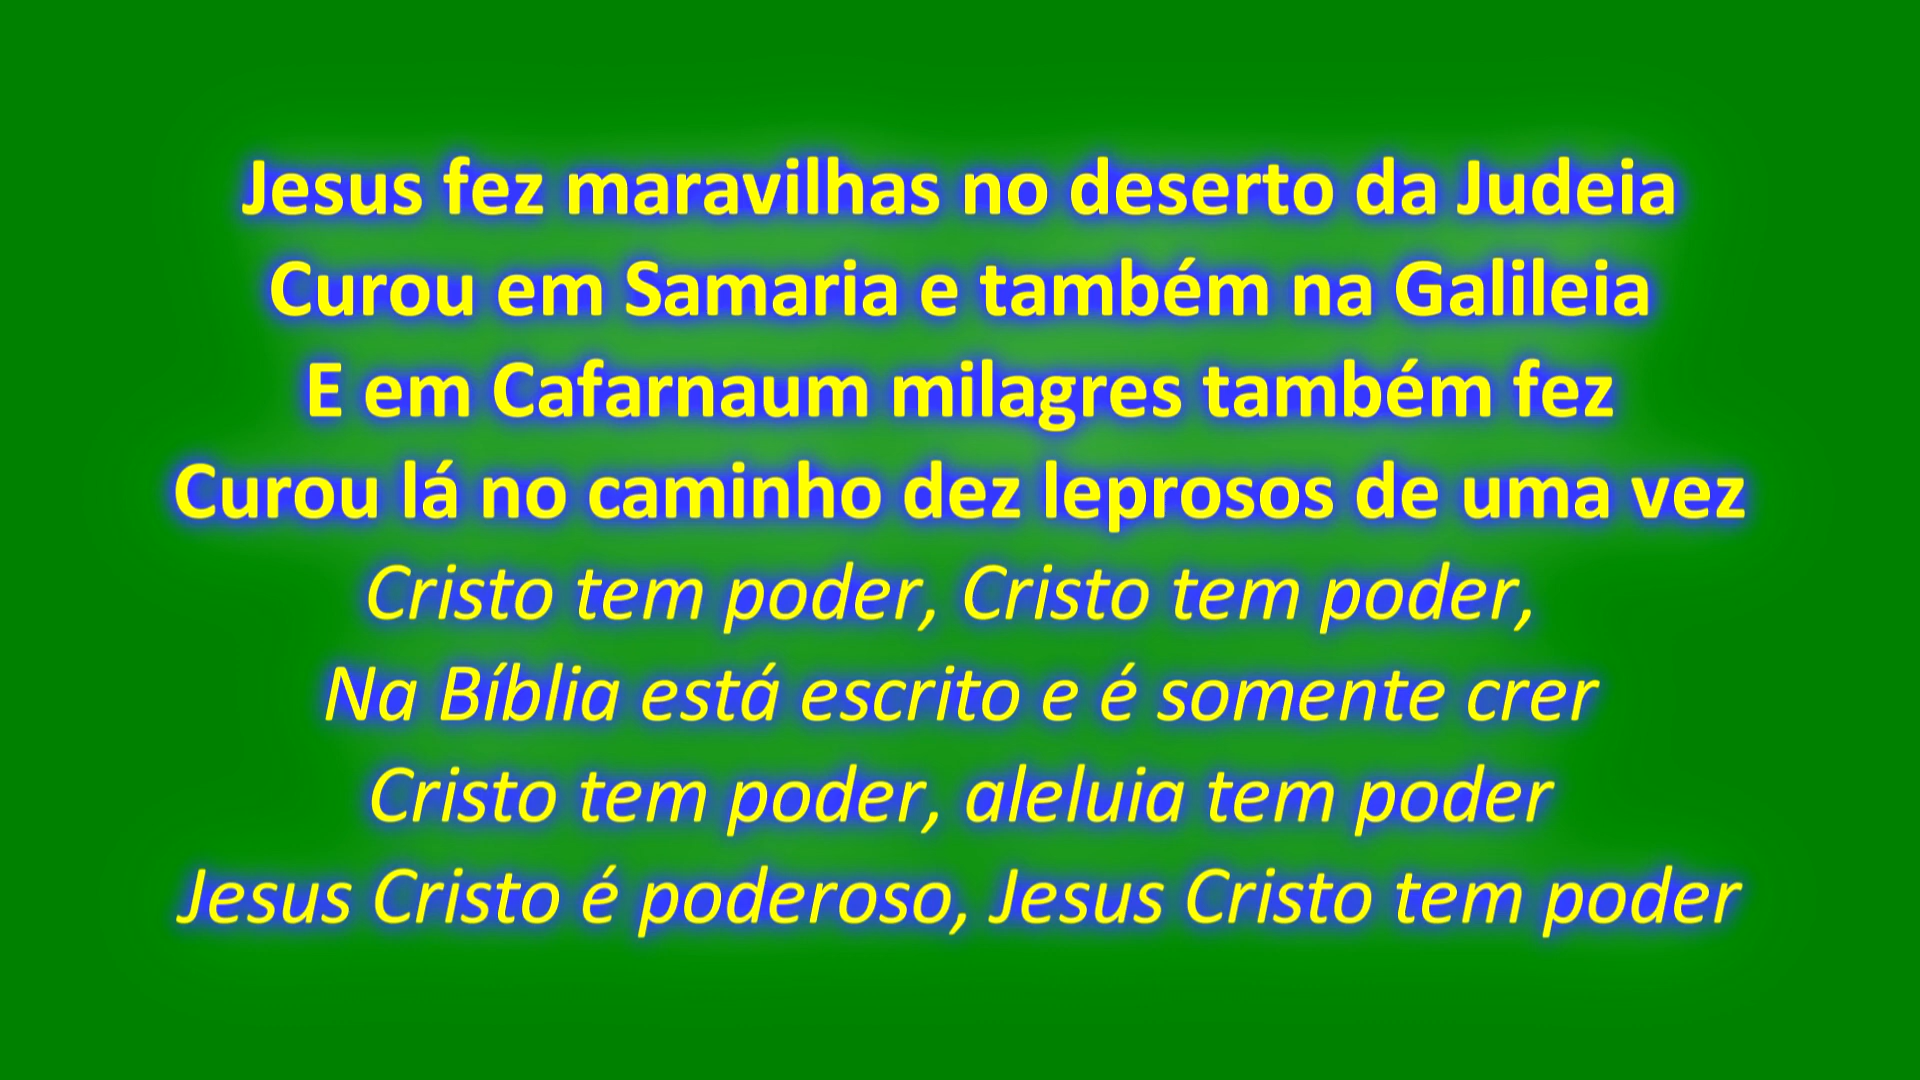 Jesus fez maravilhas no deserto da Judeia
Curou em Samaria e também na Galileia
E em Cafarnaum milagres também fez
Curou lá no caminho dez leprosos de uma vez
Cristo tem poder, Cristo tem poder,
Na Bíblia está escrito e é somente crer
Cristo tem poder, aleluia tem poder
Jesus Cristo é poderoso, Jesus Cristo tem poder